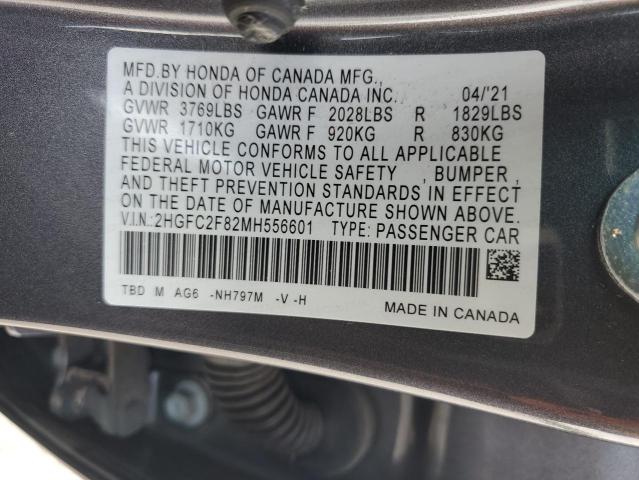 MFD.BY HONDA OF CANADA MFG.,
A DIVISION OF HONDA CANADA INC. 04/'21
GVWR 3769LBS GAWR F 2028LBS R 1829LBS
GVWR 1710KG GAWR F 920KG R 830KG
THIS VEHICLE CONFORMS TO ALL APPLICABLE
FEDERAL MOTOR VEHICLE SAFETY , BUMPER ,
AND THEFT PREVENTION STANDARDS IN EFFECT
ON THE DATE OF MANUFACTURE SHOWN ABOVE.
V.I.N.:2HGFC2F82MH556601 TYPE: PASSENGER CAR
TBD M AG6 -NH797M -V -H
MADE IN CANADA